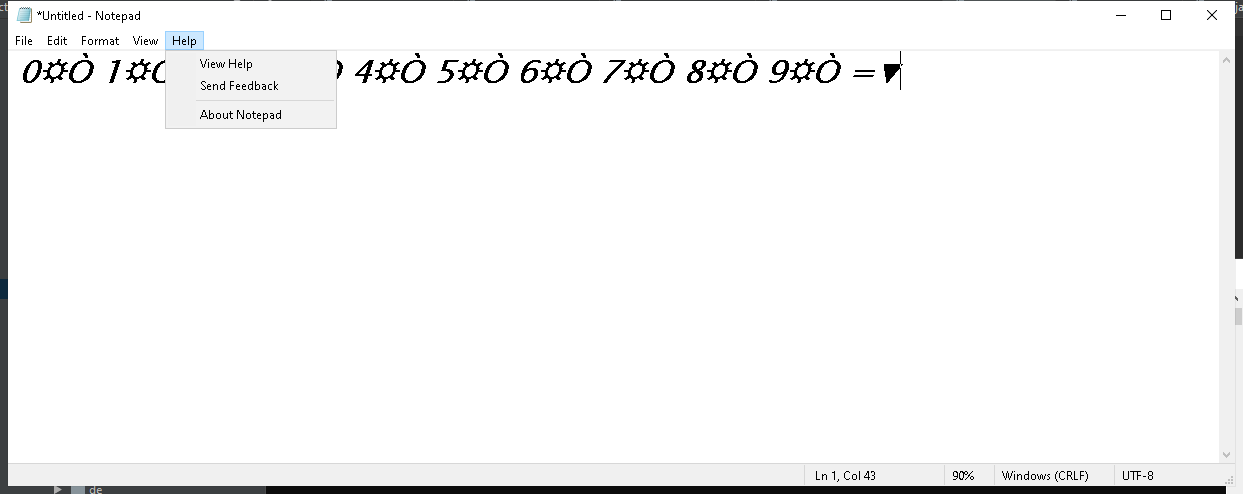 *Untitled - Notepad
File Edit Format View Help
0☼Ò 1☼Ò 4☼Ò 5☼Ò 6☼Ò 7☼Ò 8☼Ò 9☼Ò =▼
View Help
Send Feedback
About Notepad
Ln 1, Col 43 90% Windows (CRLF) UTF-8
de